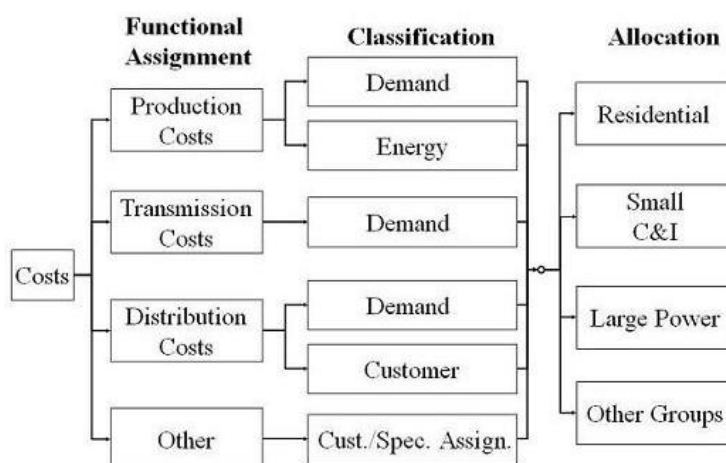 Functional
Assignment
Classification
Allocation
Costs
Production
Costs
Transmission
Costs
Distribution
Costs
Other
Demand
Energy
Demand
Demand
Customer
Cust./Spec. Assign.
Residential
Small
C&I
Large Power
Other Groups